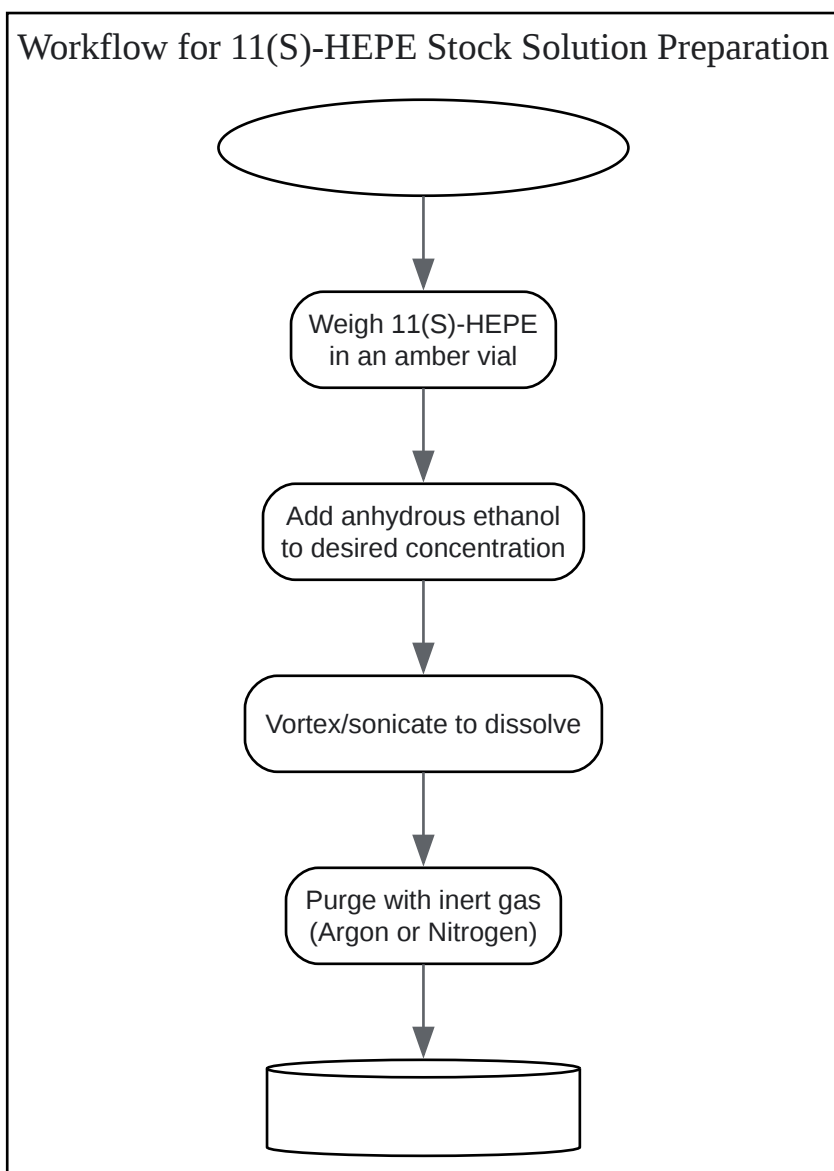 Workflow for 11(S)-HEPE Stock Solution Preparation
Weigh 11(S)-HEPE
in an amber vial
Add anhydrous ethanol
to desired concentration
Vortex/sonicate to dissolve
Purge with inert gas
(Argon or Nitrogen)